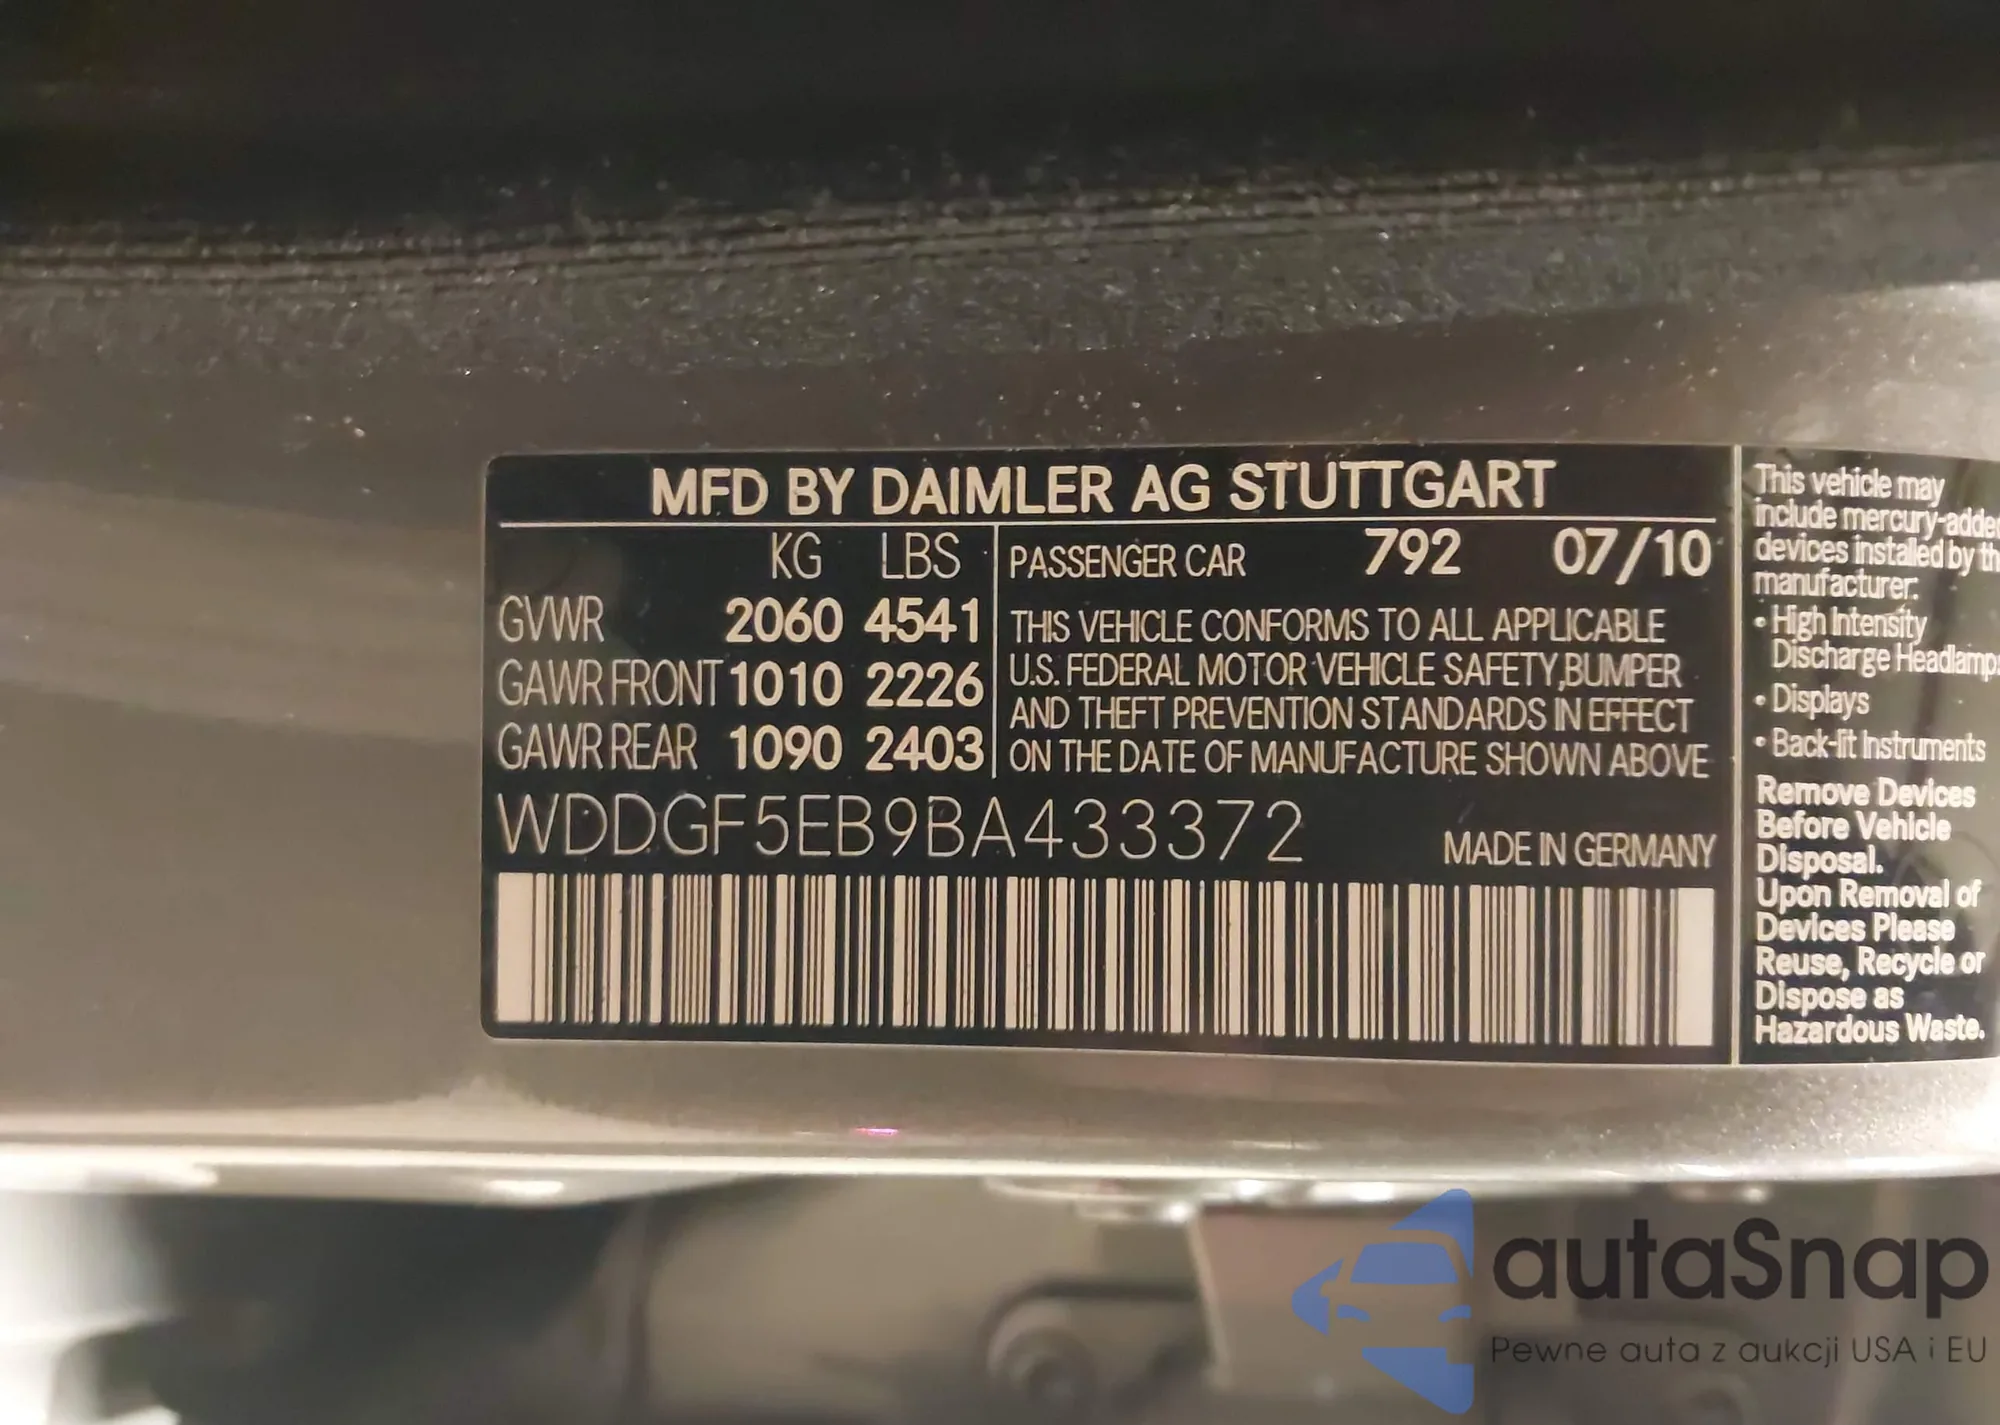 MFD BY DAIMLER AG STUTTGART
KG LBS
GVWR 2060 4541
GAWR FRONT 1010 2226
GAWR REAR 1090 2403
PASSENGER CAR 792 07/10
THIS VEHICLE CONFORMS TO ALL APPLICABLE
U.S. FEDERAL MOTOR VEHICLE SAFETY,BUMPER
AND THEFT PREVENTION STANDARDS IN EFFECT
ON THE DATE OF MANUFACTURE SHOWN ABOVE
WDDGF5EB9BA433372
MADE IN GERMANY
This vehicle may
include mercury-added
devices installed by th
manufacturer:
• High Intensity
Discharge Headlamps
• Displays
• Back-lit Instruments
Remove Devices
Before Vehicle
Disposal.
Upon Removal of
Devices Please
Reuse, Recycle or
Dispose as
Hazardous Waste.
autaSnap
Pewne auta z aukcji USA i EU